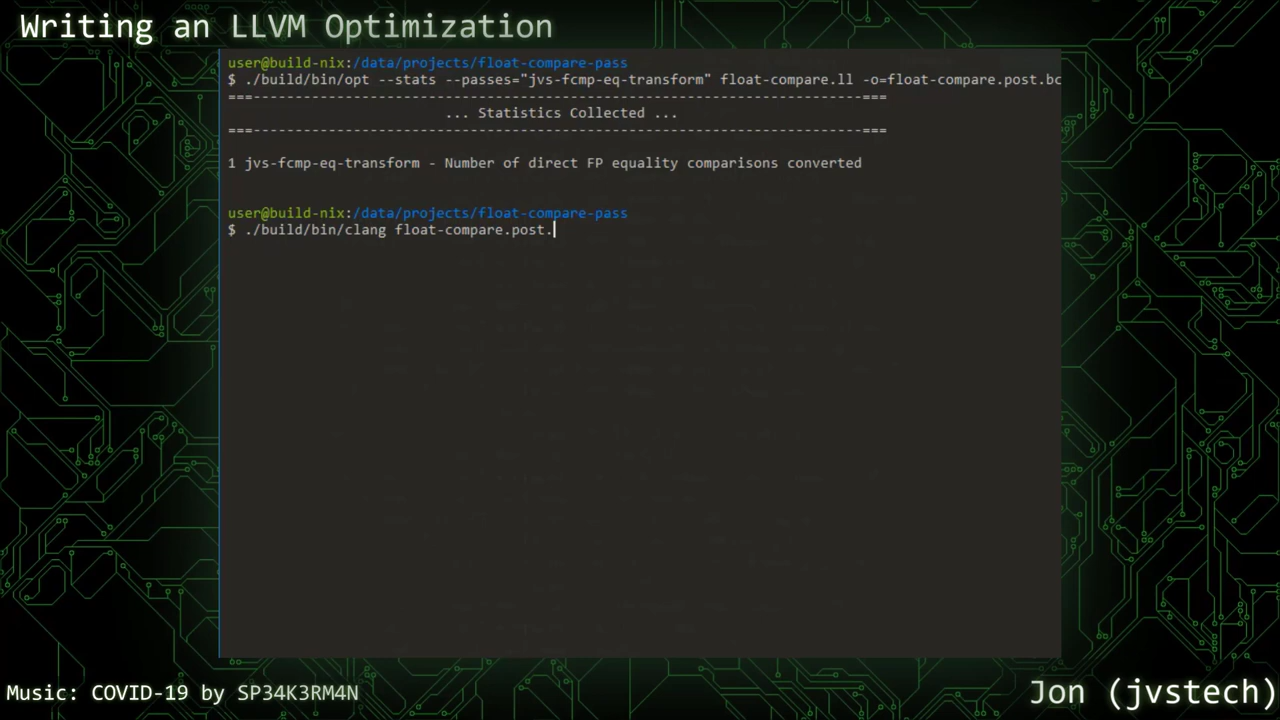 Writing an LLVM Optimization
user@build-nix:/data/projects/float-compare-pass
$ ./build/bin/opt --stats --passes="jvs-fcmp-eq-transform" float-compare.ll -o=float-compare.post.bc
===-------------------------------------------------------------------------===
... Statistics Collected ...
===-------------------------------------------------------------------------===
1 jvs-fcmp-eq-transform - Number of direct FP equality comparisons converted
user@build-nix:/data/projects/float-compare-pass
$ ./build/bin/clang float-compare.post.
Music: COVID-19 by SP34K3RM4N
Jon (jvstech)